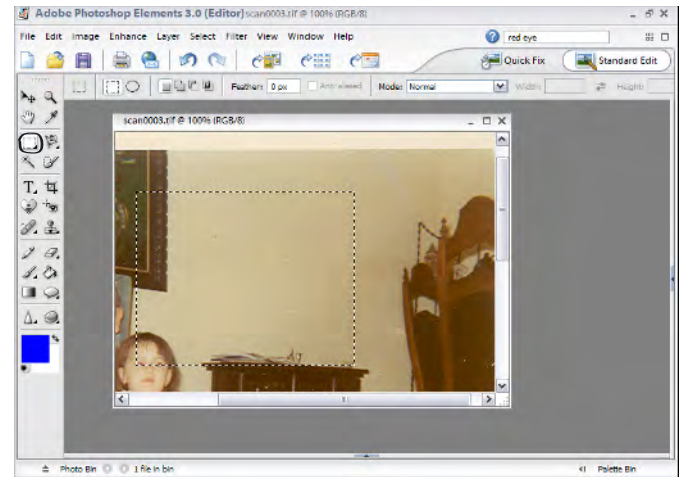 Adobe Photoshop Elements 3.0 (Editor) scan0003.tif @ 100% (RGB/8)
File Edit Image Enhance Layer Select Filter View Window Help
red eye
Quick Fix
Standard Edit
Feather: 0 px
Anti-aliased
Mode: Normal
Width:
Height:
scan0003.tif @ 100% (RGB/8)
T
Photo Bin
1 file in bin
Palette Bin